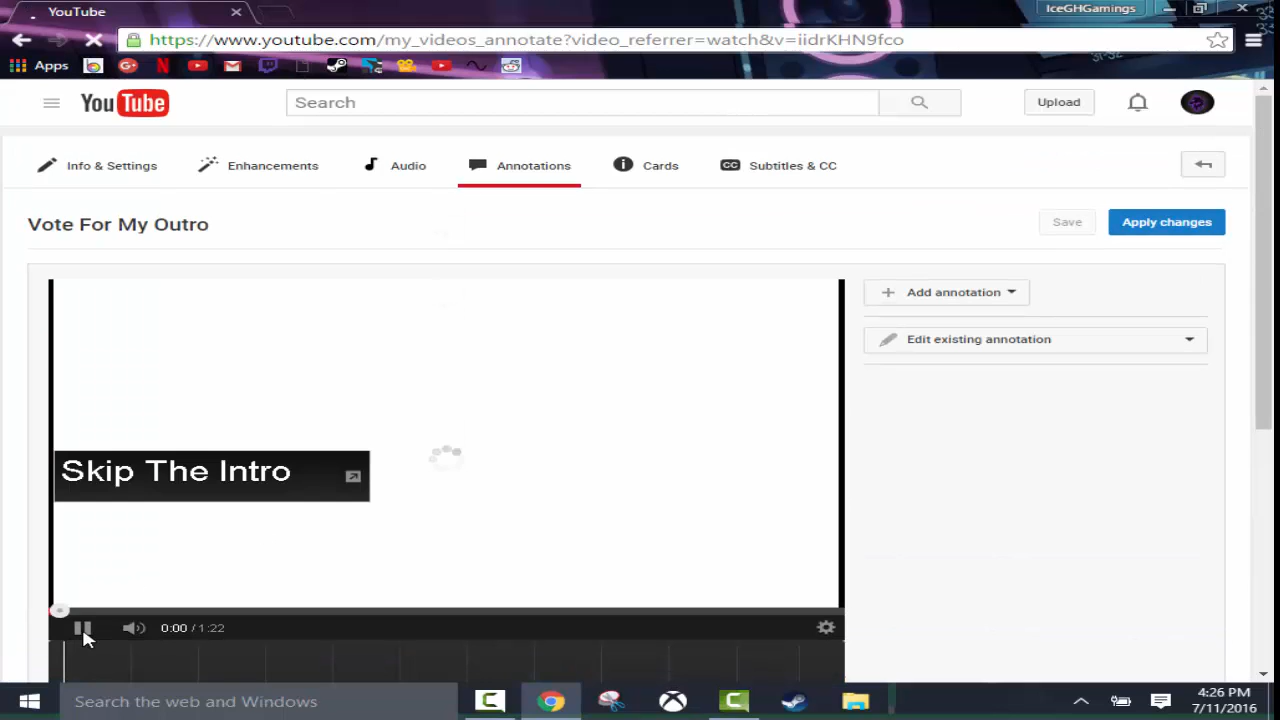 YouTube
IceGHGamings
https://www.youtube.com/my_videos_annotate?video_referrer=watch&v=iidrKHN9fco
Apps
YouTube
Search
Upload
Info & Settings
Enhancements
Audio
Annotations
Cards
CC Subtitles & CC
Vote For My Outro
Save
Apply changes
Add annotation
Edit existing annotation
Skip The Intro
0:00 / 1:22
Search the web and Windows
4:26 PM
7/11/2016